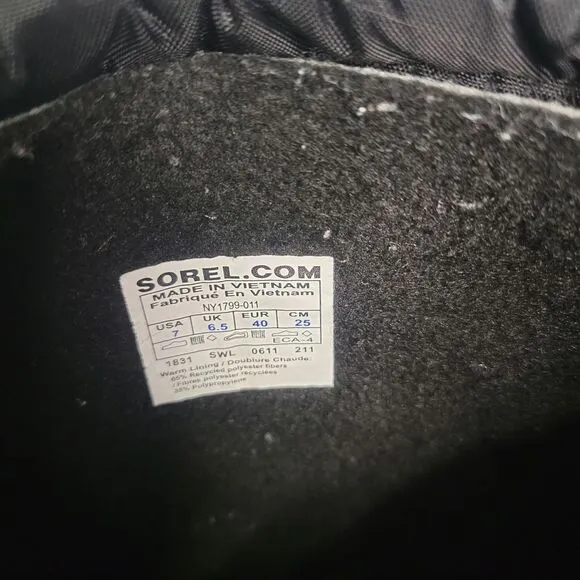 SOREL.COM
MADE IN VIETNAM
Fabriqué En Vietnam
NY1799-011
USA UK EUR CM
7 6.5 40 25
ECA-4
1831 SWL 0611 211
Warm Lining / Doublure Chaude:
65% Recycled polyester fibers
/ Fibres polyester recyclées
35% Polypropylene